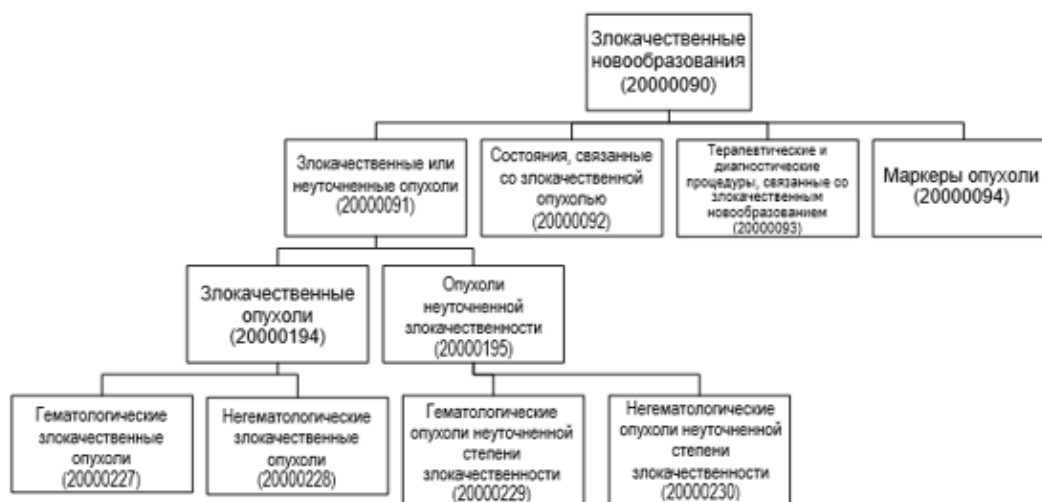 Злокачественные
новообразования
(20000090)
Злокачественные или
неуточненные опухоли
(20000091)
Состояния, связанные
со злокачественной
опухолью
(20000092)
Терапевтические и
диагностические
процедуры, связанные со
злокачественным
новообразованием
(20000093)
Маркеры опухоли
(20000094)
Злокачественные
опухоли
(20000194)
Опухоли
неуточненной
злокачественности
(20000195)
Гематологические
злокачественные
опухоли
(20000227)
Негематологические
злокачественные
опухоли
(20000228)
Гематологические
опухоли неуточненной
степени
злокачественности
(20000229)
Негематологические
опухоли неуточненной
степени
злокачественности
(20000230)